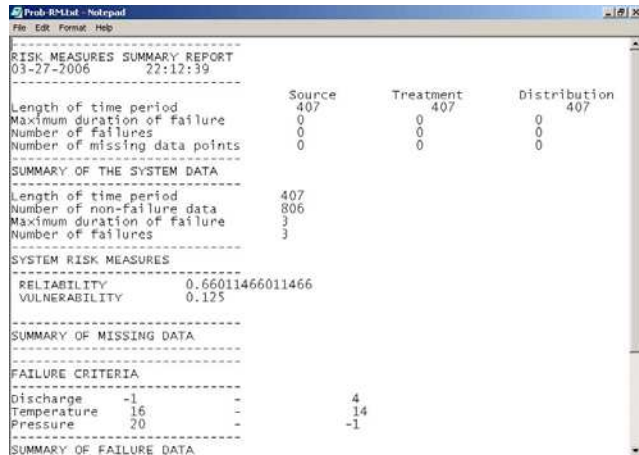 Prob-RM.txt - Notepad
File Edit Format Help
RISK MEASURES SUMMARY REPORT
03-27-2006 22:12:39
Source Treatment Distribution
Length of time period 407 407 407
Maximum duration of failure 0 0 0
Number of failures 0 0 0
Number of missing data points 0 0 0
SUMMARY OF THE SYSTEM DATA
Length of time period 407
Number of non-failure data 806
Maximum duration of failure 3
Number of failures 3
SYSTEM RISK MEASURES
RELIABILITY 0.66011466011466
VULNERABILITY 0.125
SUMMARY OF MISSING DATA
FAILURE CRITERIA
Discharge -1 - 4
Temperature 16 - 14
Pressure 20 - -1
SUMMARY OF FAILURE DATA